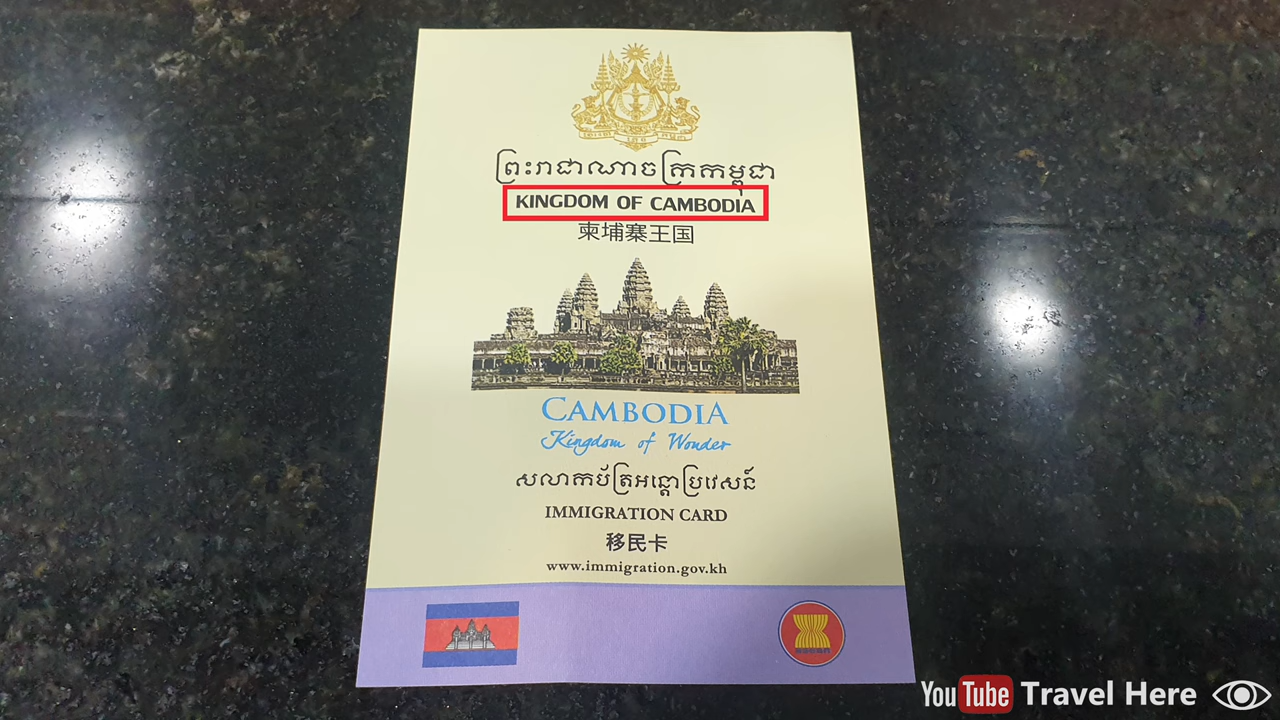 ព្រះរាជាណាចក្រកម្ពុជា
KINGDOM OF CAMBODIA
柬埔寨王国
CAMBODIA
Kingdom of Wonder
សលាកប័ត្រអន្តោប្រវេសន៍
IMMIGRATION CARD
移民卡
www.immigration.gov.kh
YouTube Travel Here